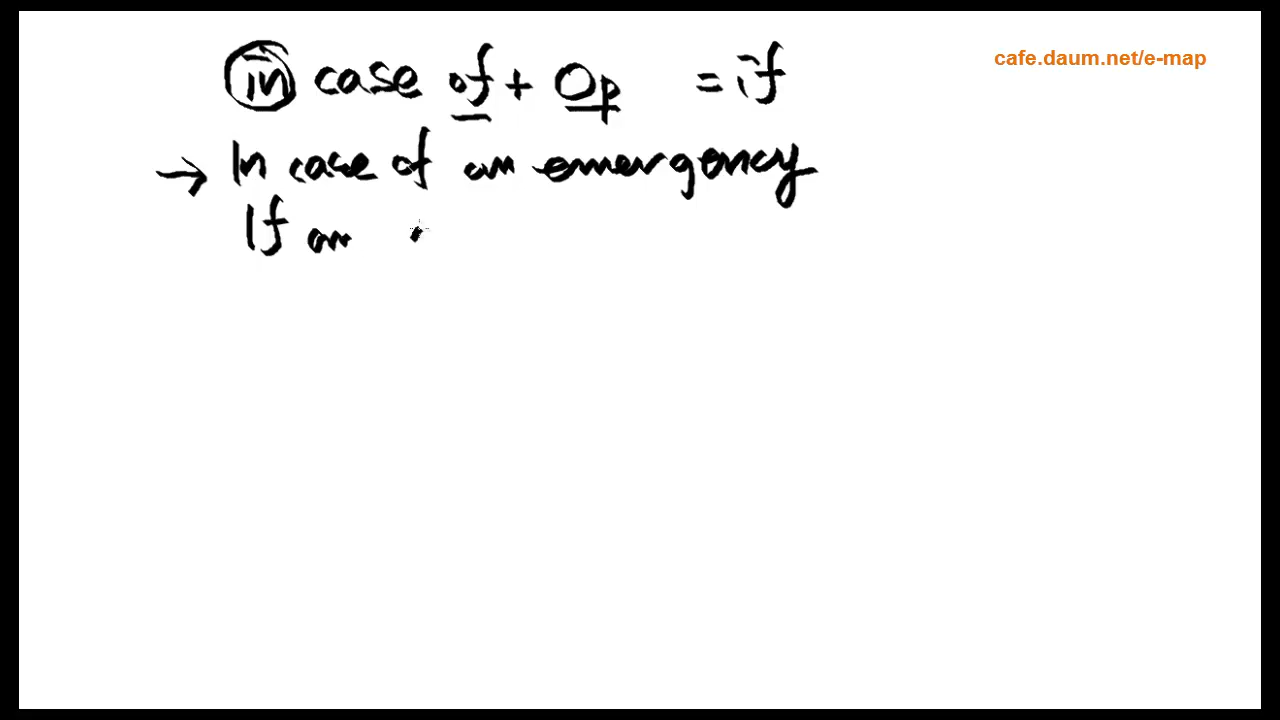 cafe.daum.net/e-map
in case of + Op = if
→ In case of an emergency
If an